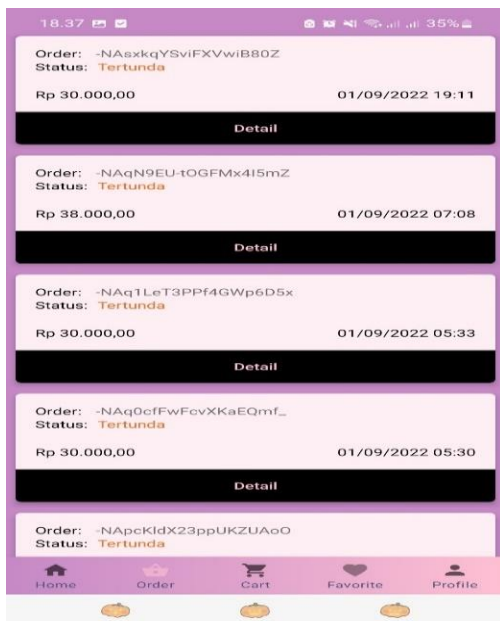 18.37 35%
Order: -NAsxkqYSviFXVwiB80Z
Status: Tertunda
Rp 30.000,00 01/09/2022 19:11
Detail
Order: -NAqN9EU-tOGFMx4I5mZ
Status: Tertunda
Rp 38.000,00 01/09/2022 07:08
Detail
Order: -NAq1LeT3PPf4GWp6D5x
Status: Tertunda
Rp 30.000,00 01/09/2022 05:33
Detail
Order: -NAq0cfFwFcvXKaEQmf_
Status: Tertunda
Rp 30.000,00 01/09/2022 05:30
Detail
Order: -NApcKldX23ppUKZUAoO
Status: Tertunda
Home Order Cart Favorite Profile